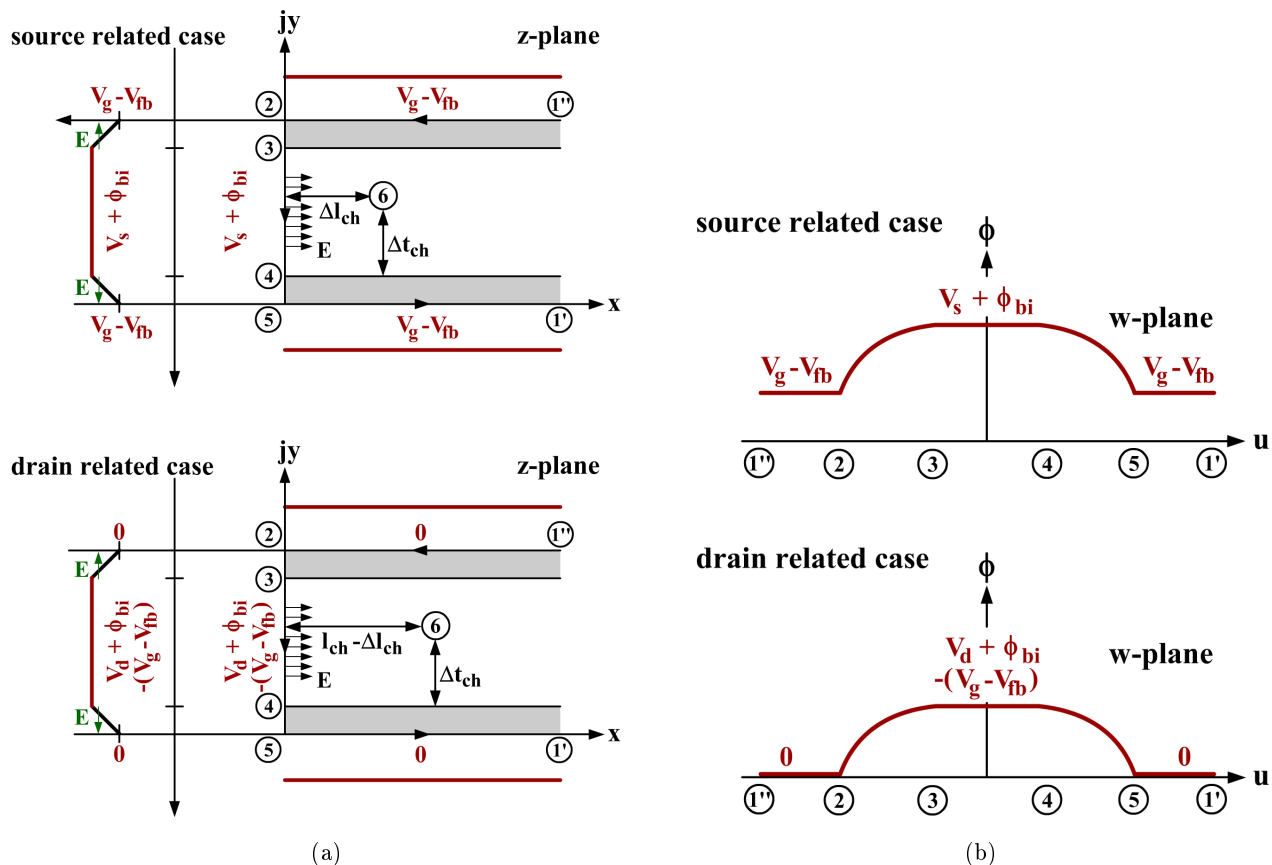 source related case
jy
z-plane
V_g - V_fb
②
V_g - V_fb
1''
E
③
V_s + ϕ_bi
V_s + ϕ_bi
⑥
Δl_ch
Δt_ch
E
④
E
x
V_g - V_fb
⑤
V_g - V_fb
1'
drain related case
jy
z-plane
0
②
0
1''
E
③
V_d + ϕ_bi
-(V_g - V_fb)
V_d + ϕ_bi
-(V_g - V_fb)
⑥
l_ch - Δl_ch
Δt_ch
E
④
E
x
0
⑤
0
1'
(a)
source related case
ϕ
V_s + ϕ_bi
w-plane
V_g - V_fb
V_g - V_fb
u
1'' ② ③ ④ ⑤ 1'
drain related case
ϕ
V_d + ϕ_bi
-(V_g - V_fb)
w-plane
0
0
u
1'' ② ③ ④ ⑤ 1'
(b)